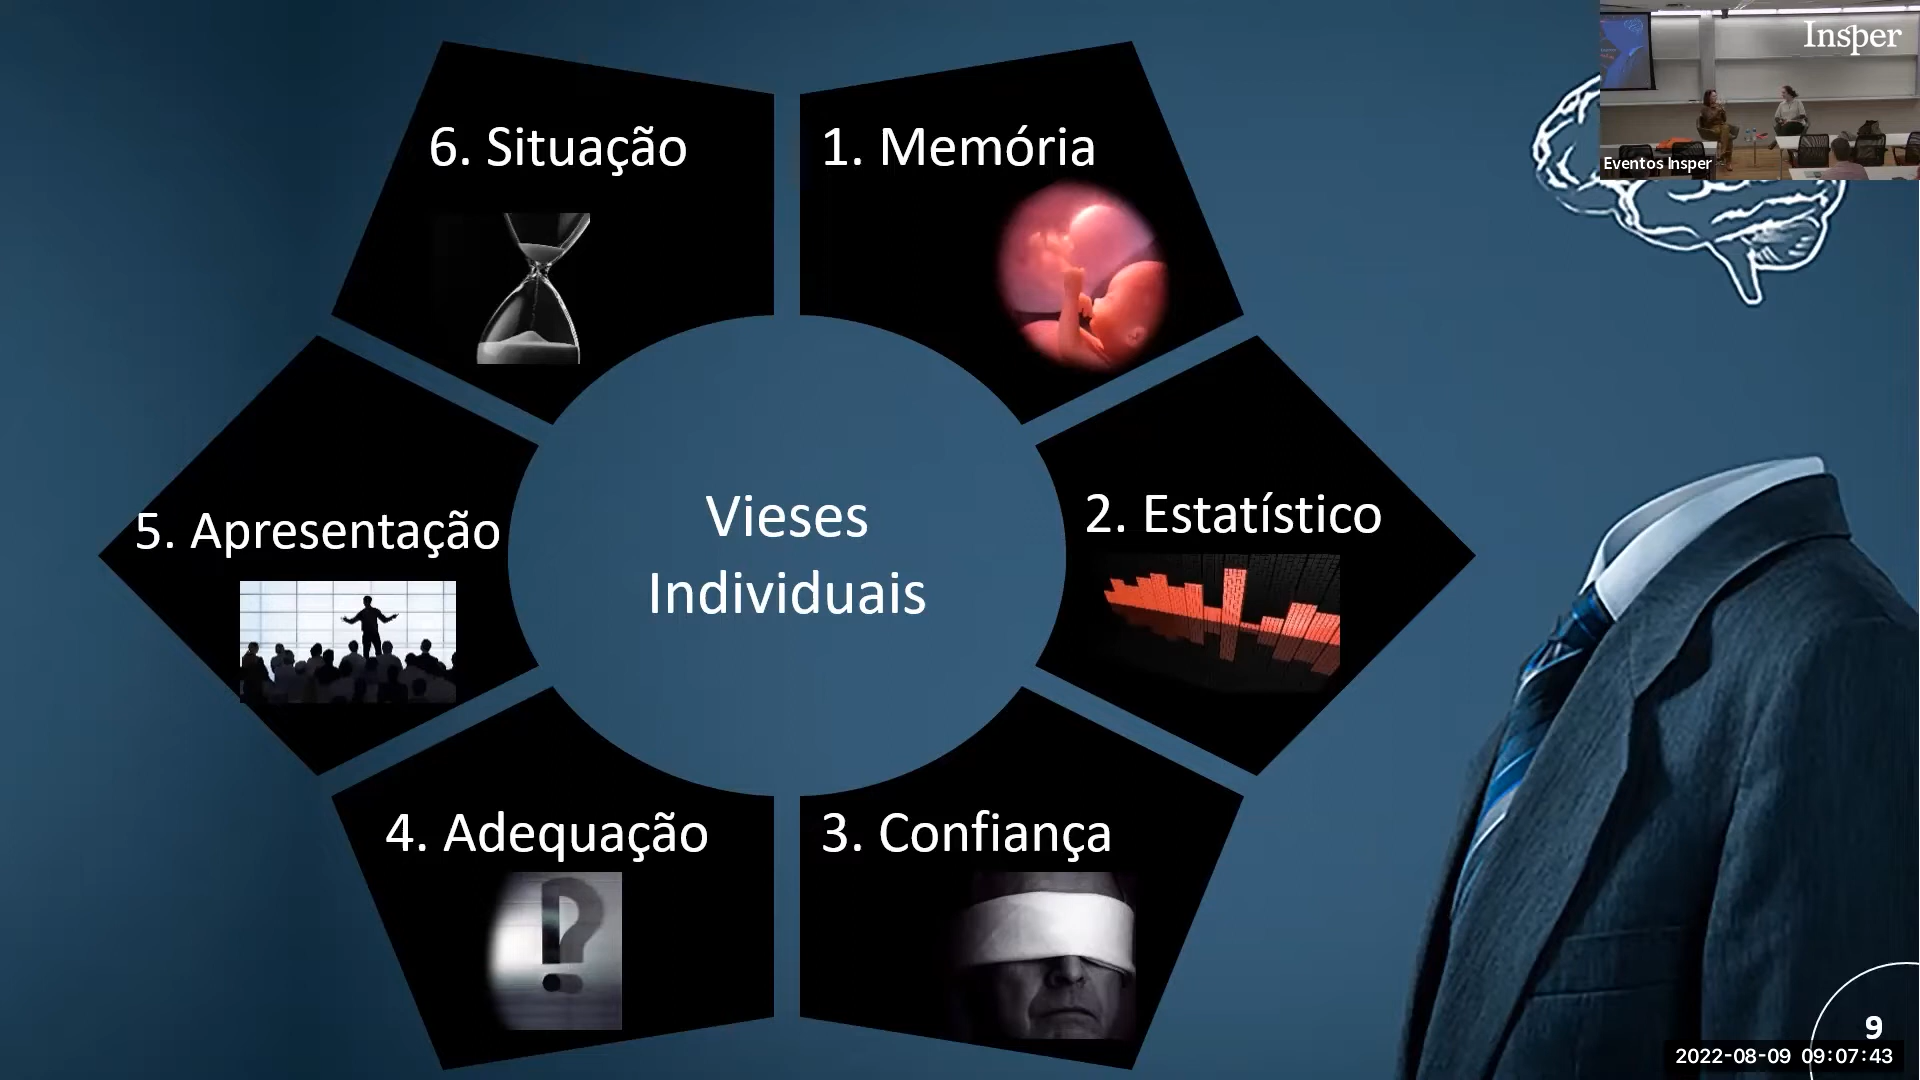 Insper
Eventos Insper
6. Situação
1. Memória
5. Apresentação
Vieses
Individuais
2. Estatístico
4. Adequação
3. Confiança
9
2022-08-09 09:07:43